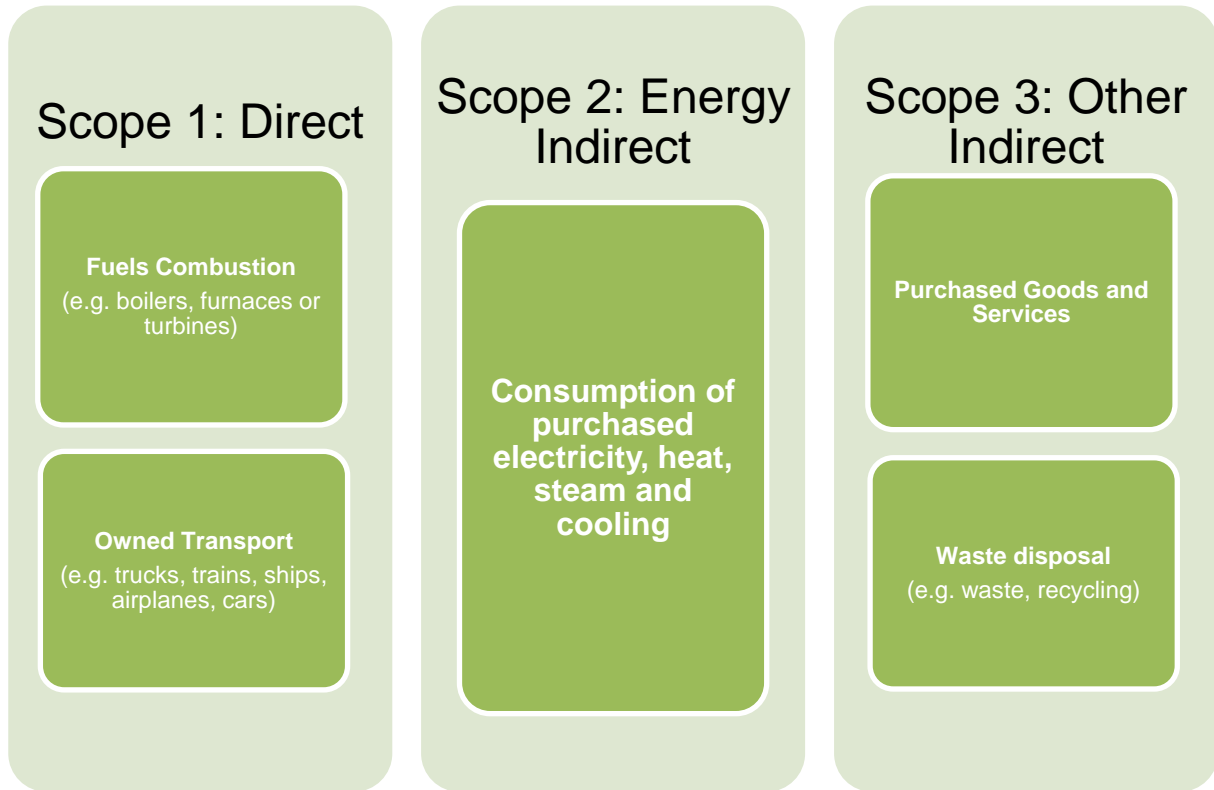 Scope 1: Direct
Fuels Combustion
(e.g. boilers, furnaces or
turbines)
Owned Transport
(e.g. trucks, trains, ships,
airplanes, cars)
Scope 2: Energy
Indirect
Consumption of
purchased
electricity, heat,
steam and
cooling
Scope 3: Other
Indirect
Purchased Goods and
Services
Waste disposal
(e.g. waste, recycling)